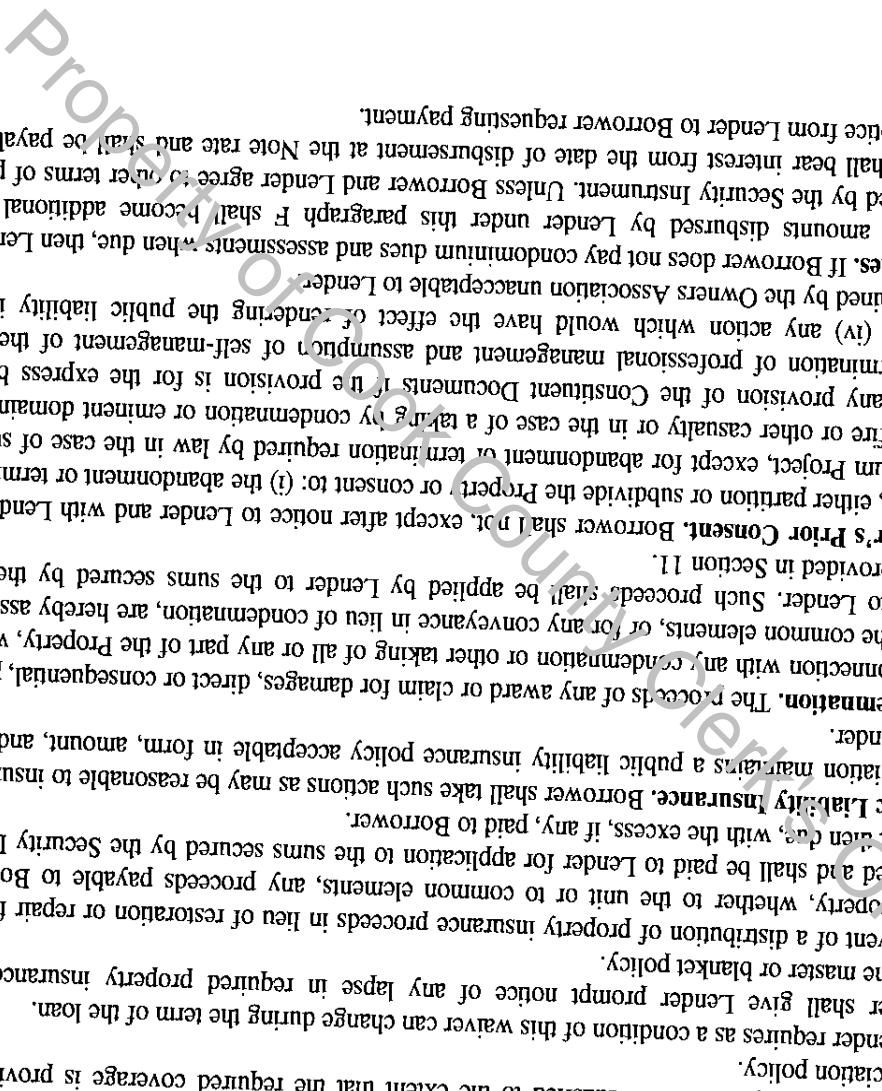 to the extent that the required coverage is provi
ciation policy.
nder requires as a condition of this waiver can change during the term of the loan.
er shall give Lender prompt notice of any lapse in required property insurance
ne master or blanket policy.
vent of a distribution of property insurance proceeds in lieu of restoration or repair f
operty, whether to the unit or to common elements, any proceeds payable to Bo
ed and shall be paid to Lender for application to the sums secured by the Security I
then due, with the excess, if any, paid to Borrower.
c Liability Insurance. Borrower shall take such actions as may be reasonable to insu
iation maintains a public liability insurance policy acceptable in form, amount, and
nder.
emnation. The proceeds of any award or claim for damages, direct or consequential, p
onnection with any condemnation or other taking of all or any part of the Property, w
he common elements, or for any conveyance in lieu of condemnation, are hereby ass
o Lender. Such proceeds shall be applied by Lender to the sums secured by the
rovided in Section 11.
r's Prior Consent. Borrower shall not, except after notice to Lender and with Lend
, either partition or subdivide the Property or consent to: (i) the abandonment or termi
um Project, except for abandonment or termination required by law in the case of su
fire or other casualty or in the case of a taking by condemnation or eminent domain
any provision of the Constituent Documents if the provision is for the express b
rmination of professional management and assumption of self-management of the
(iv) any action which would have the effect of rendering the public liability i
ined by the Owners Association unacceptable to Lender.
es. If Borrower does not pay condominium dues and assessments when due, then Len
amounts disbursed by Lender under this paragraph F shall become additional
ed by the Security Instrument. Unless Borrower and Lender agree to other terms of p
hall bear interest from the date of disbursement at the Note rate and shall be payab
tice from Lender to Borrower requesting payment.
Property of Cook County Clerk's O